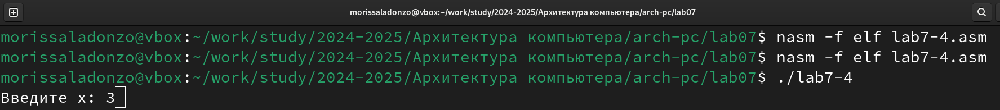 morissaladonzo@vbox:~/work/study/2024-2025/Архитектура компьютера/arch-pc/lab07
morissaladonzo@vbox:~/work/study/2024-2025/Архитектура компьютера/arch-pc/lab07$ nasm -f elf lab7-4.asm
morissaladonzo@vbox:~/work/study/2024-2025/Архитектура компьютера/arch-pc/lab07$ nasm -f elf lab7-4.asm
morissaladonzo@vbox:~/work/study/2024-2025/Архитектура компьютера/arch-pc/lab07$ ./lab7-4
Введите x: 3